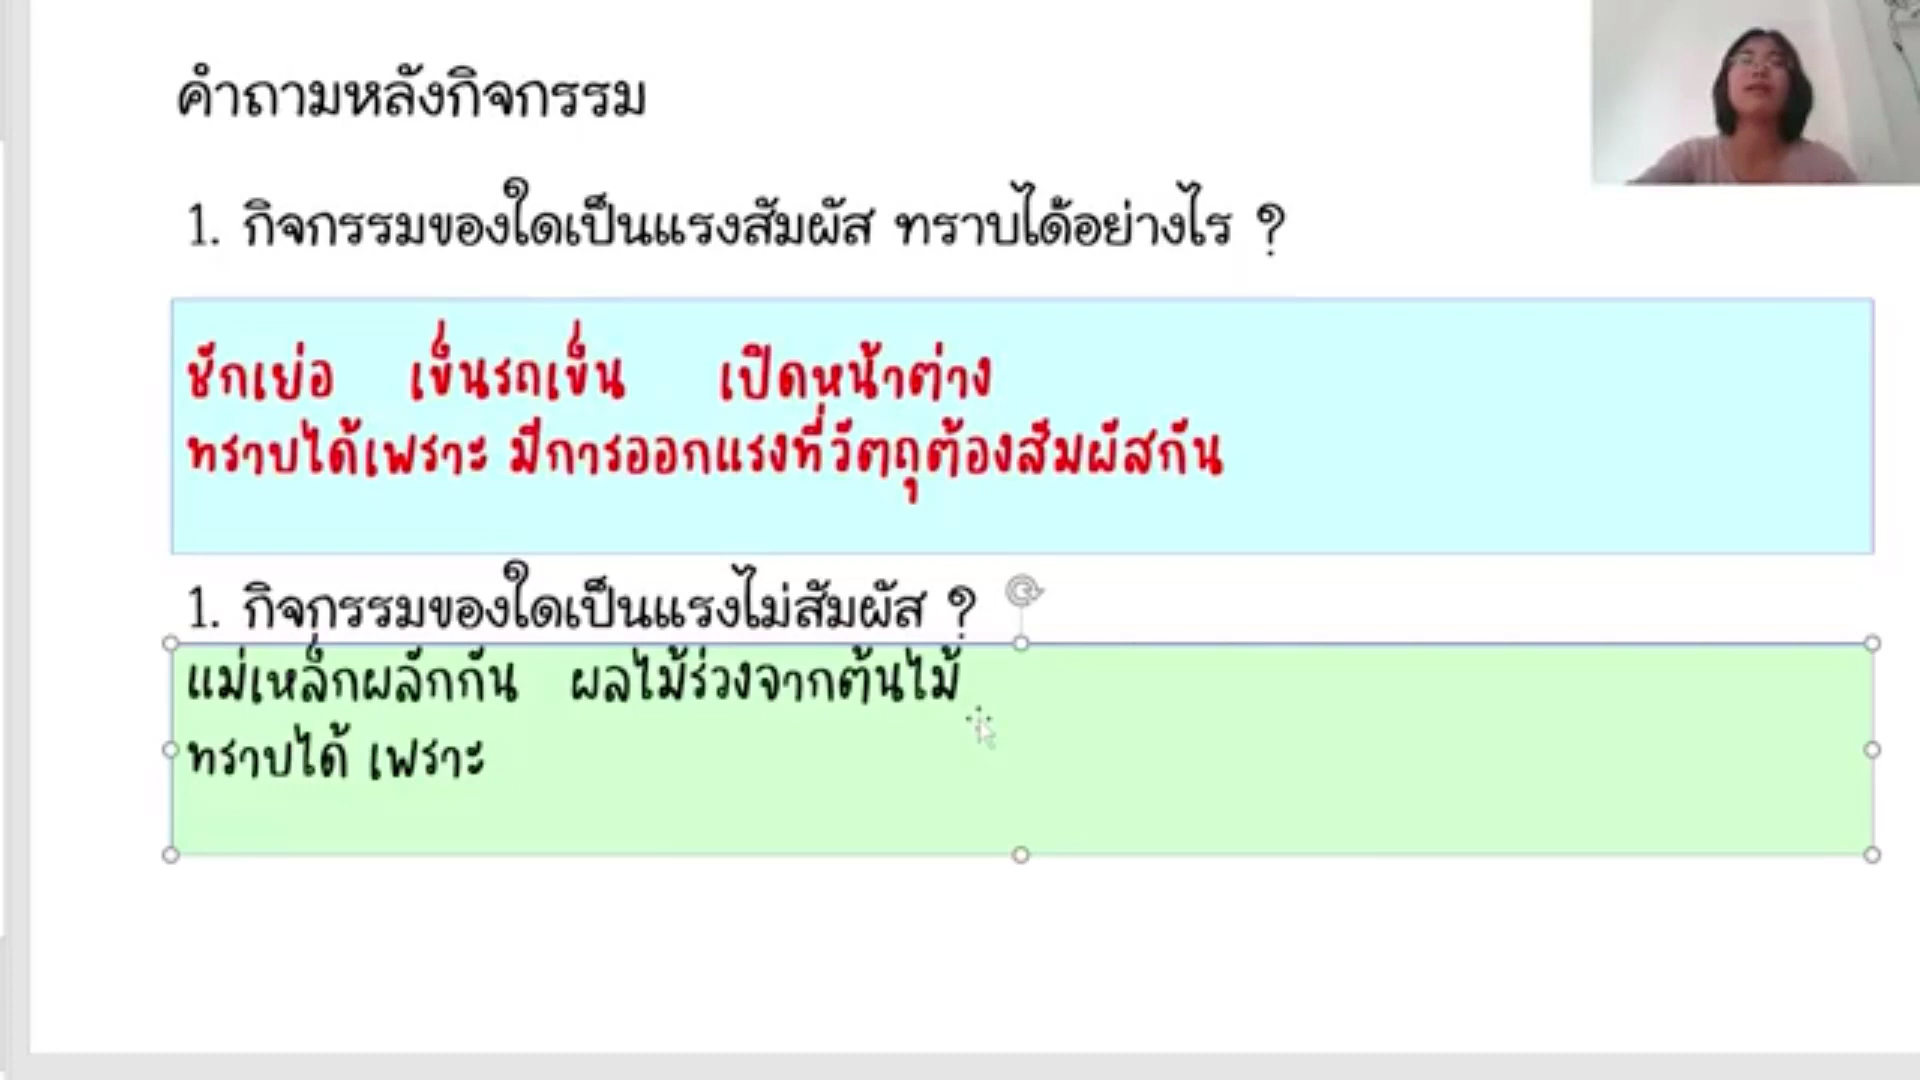 คำถามหลังกิจกรรม
1. กิจกรรมของใดเป็นแรงสัมผัส ทราบได้อย่างไร ?
ชักเย่อ เข็นรถเข็น เปิดหน้าต่าง
ทราบได้เพราะ มีการออกแรงที่วัตถุต้องสัมผัสกัน
1. กิจกรรมของใดเป็นแรงไม่สัมผัส ?
แม่เหล็กผลักกัน ผลไม้ร่วงจากต้นไม้
ทราบได้ เพราะ